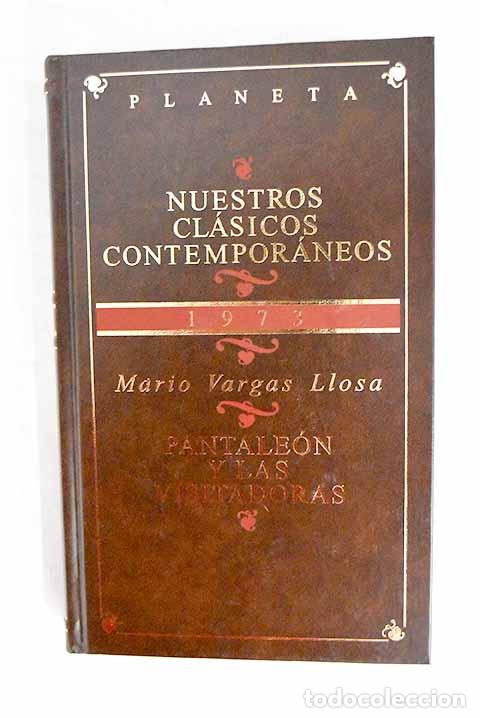 PLANETA
NUESTROS
CLÁSICOS
CONTEMPORÁNEOS
1973
Mario Vargas Llosa
PANTALEÓN
Y LAS
VISITADORAS
todocoleccion